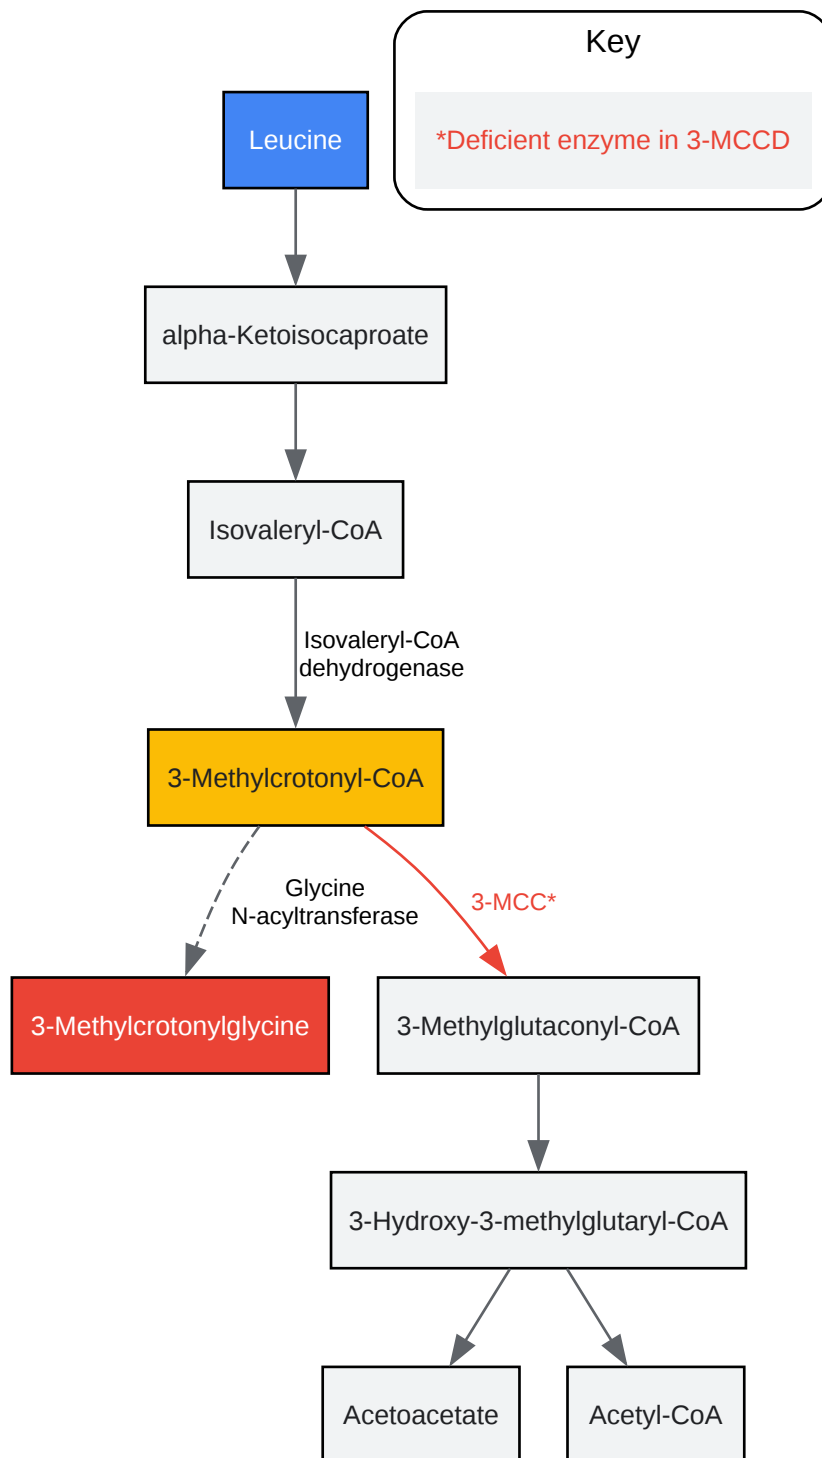 Key
*Deficient enzyme in 3-MCCD
Leucine
alpha-Ketoisocaproate
Isovaleryl-CoA
Isovaleryl-CoA
dehydrogenase
3-Methylcrotonyl-CoA
Glycine
N-acyltransferase
3-MCC*
3-Methylcrotonylglycine
3-Methylglutaconyl-CoA
3-Hydroxy-3-methylglutaryl-CoA
Acetoacetate
Acetyl-CoA